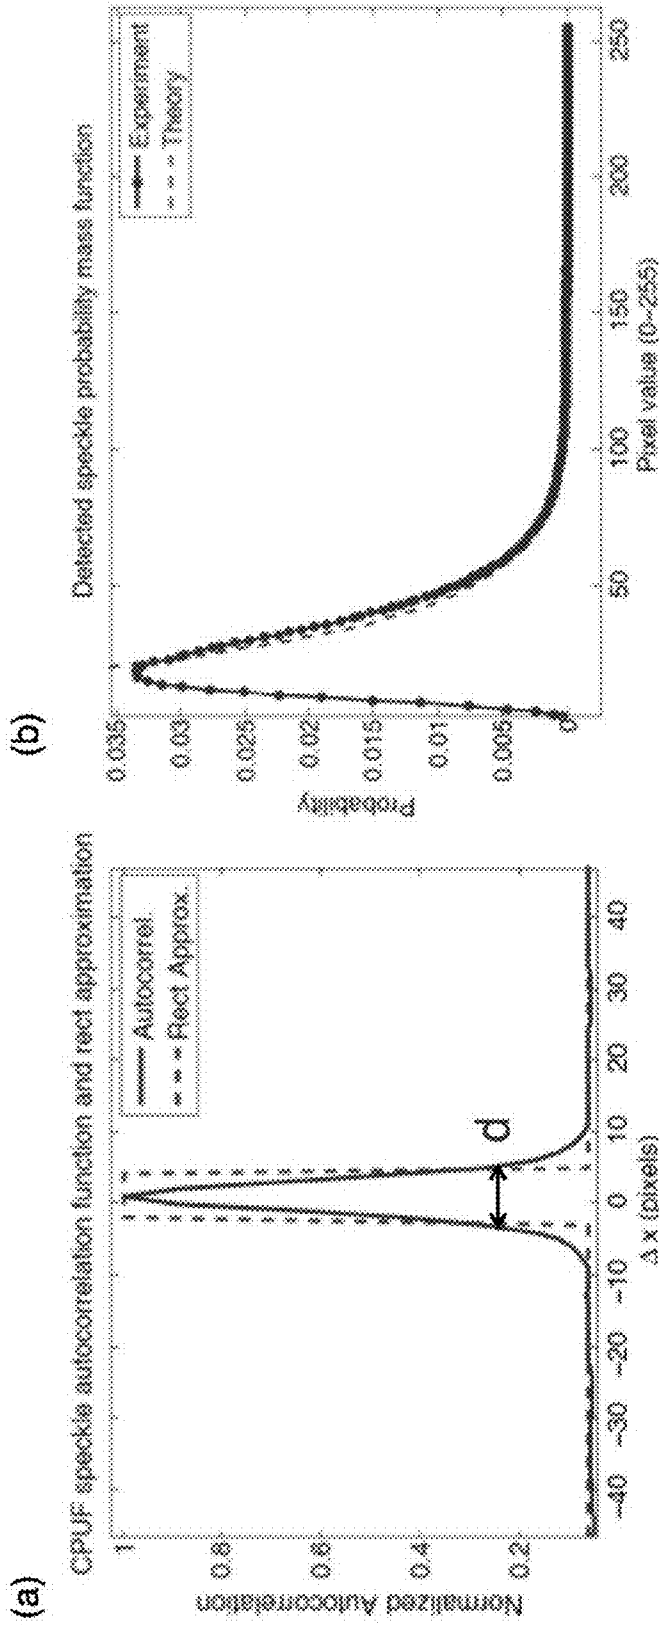 (a)
CPUF speckle autocorrelation function and rect approximation
Autocorrel.
Rect Approx.
Normalized Autocorrelation
1
0.8
0.6
0.4
0.2
d
-40
-30
-20
-10
0
10
20
30
40
Δ x (pixels)
(b)
Detected speckle probability mass function
Experiment
Theory
Probability
0.035
0.03
0.025
0.02
0.015
0.01
0.005
0
50
100
150
200
250
Pixel value (0-255)